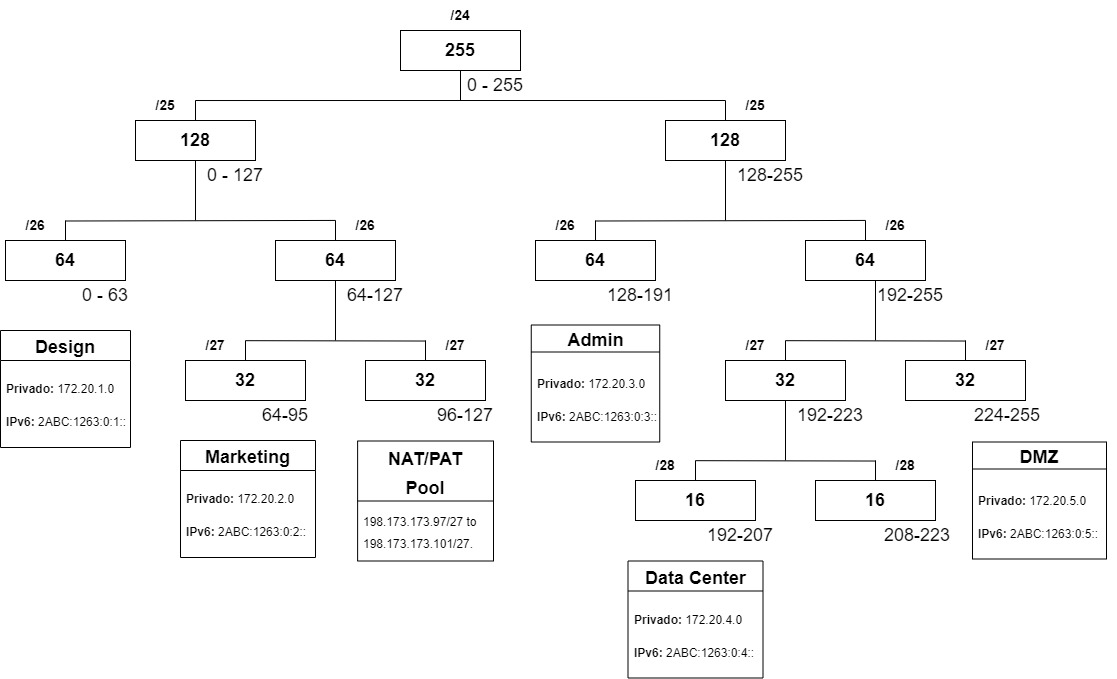 /24
255
0 - 255
/25
/25
128
128
0 - 127
128-255
/26
/26
/26
/26
64
64
64
64
0 - 63
64-127
128-191
192-255
Design
Privado: 172.20.1.0
IPv6: 2ABC:1263:0:1::
/27
/27
32
32
64-95
96-127
Marketing
Privado: 172.20.2.0
IPv6: 2ABC:1263:0:2::
NAT/PAT
Pool
198.173.173.97/27 to
198.173.173.101/27.
Admin
Privado: 172.20.3.0
IPv6: 2ABC:1263:0:3::
/27
/27
32
32
192-223
224-255
/28
/28
16
16
192-207
208-223
DMZ
Privado: 172.20.5.0
IPv6: 2ABC:1263:0:5::
Data Center
Privado: 172.20.4.0
IPv6: 2ABC:1263:0:4::